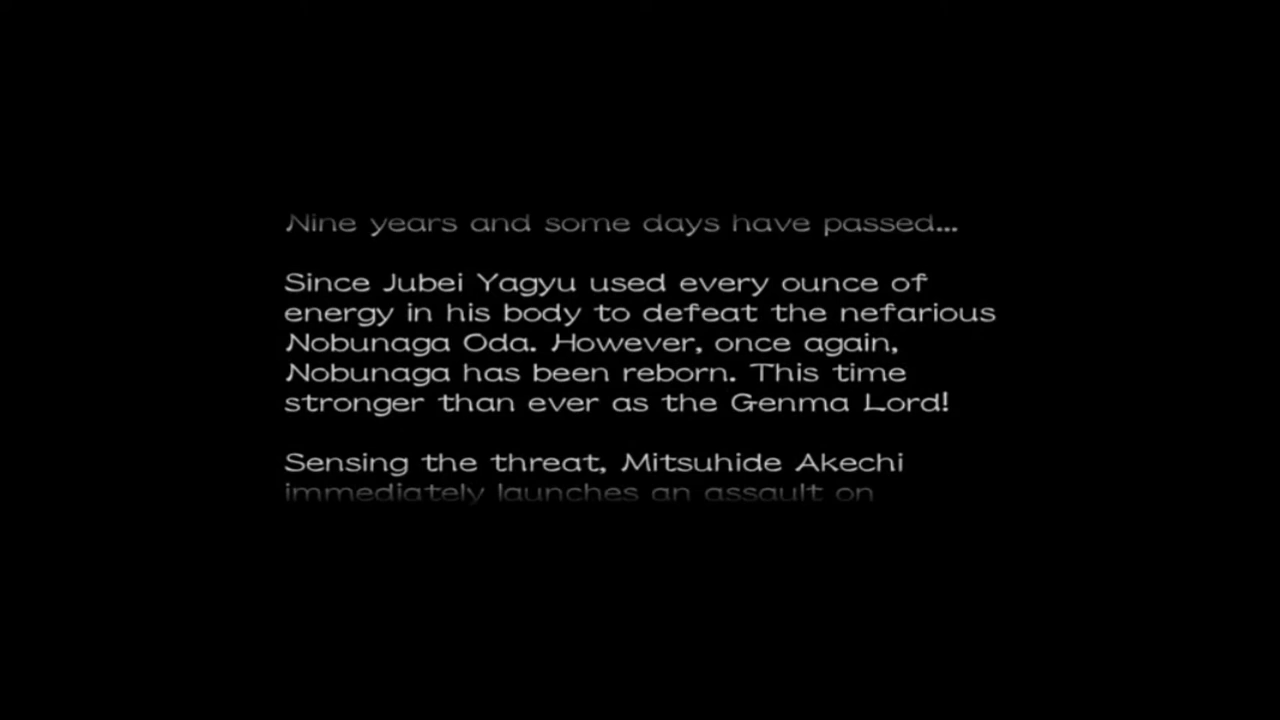 Nine years and some days have passed...
Since Jubei Yagyu used every ounce of
energy in his body to defeat the nefarious
Nobunaga Oda. However, once again,
Nobunaga has been reborn. This time
stronger than ever as the Genma Lord!
Sensing the threat, Mitsuhide Akechi
immediately launches an assault on